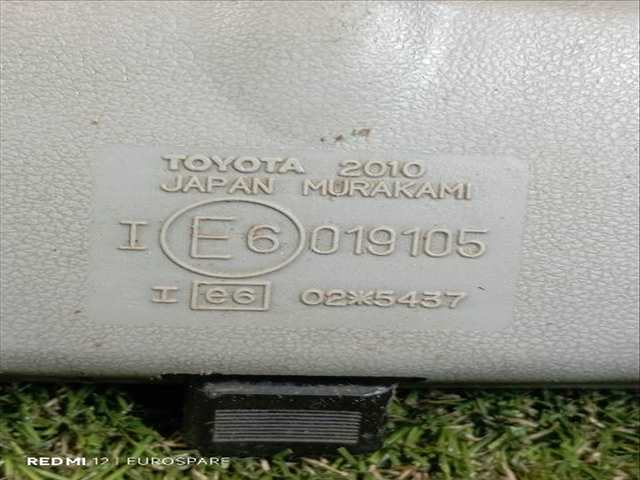 TOYOTA 2010
JAPAN MURAKAMI
I E6 019105
I e6 02*5437
REDMI 12 | EUROSPARE